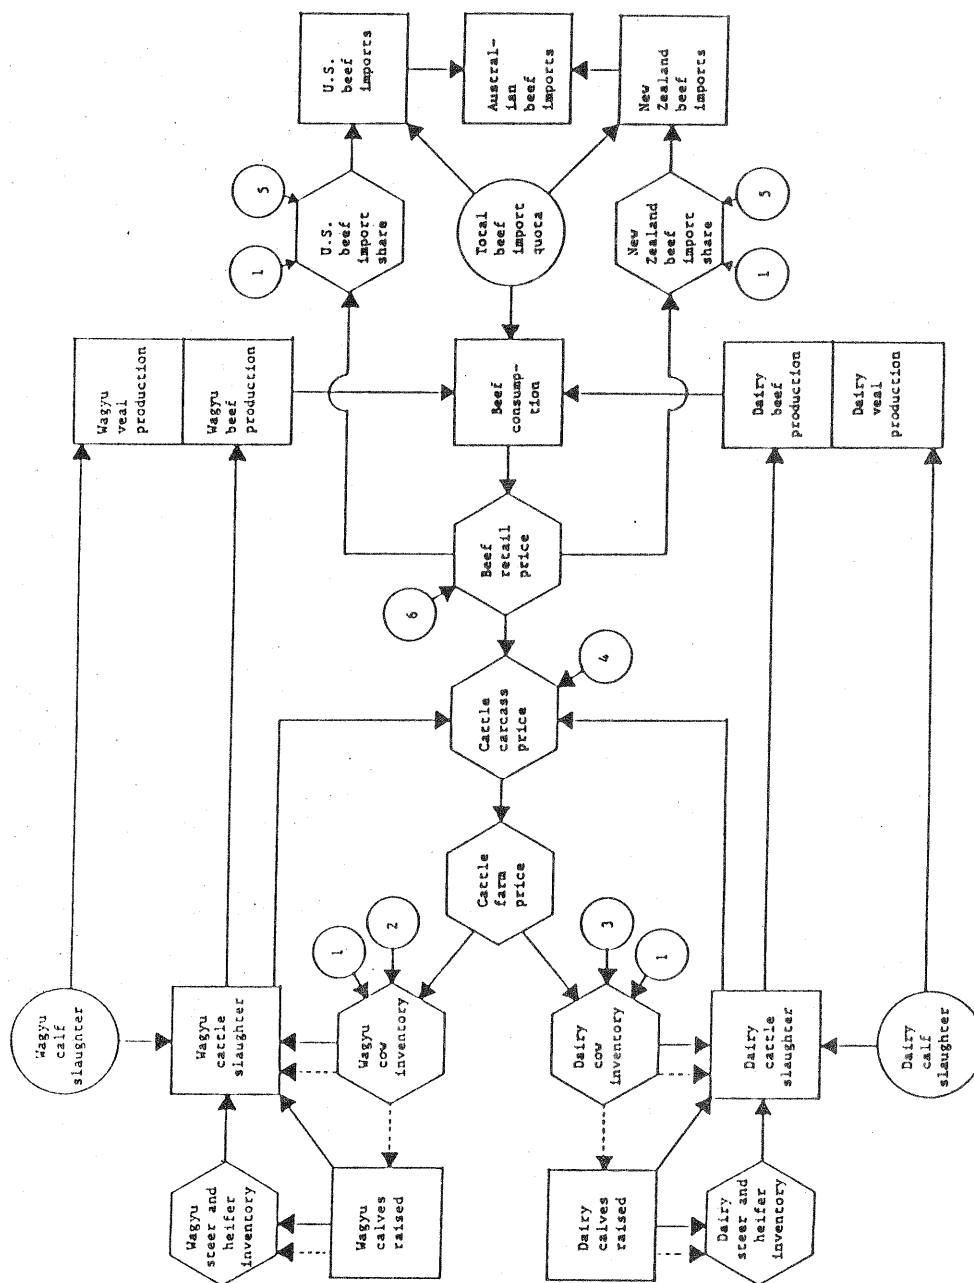 Wagyu
calf
slaughter
Wagyu
veal
production
Wagyu
steer and
heifer
inventory
Wagyu
cattle
slaughter
Wagyu
beef
production
1
5
U.S.
beef
import
share
U.S.
beef
imports
Wagyu
calves
raised
Wagyu
cow
inventory
1
2
6
Cattle
farm
price
Cattle
carcass
price
Beef
retail
price
Beef
consump-
tion
Total
beef
import
quota
Austral-
ian
beef
imports
4
Dairy
calves
raised
Dairy
cow
inventory
3
1
New
Zealand
beef
import
share
1
5
New
Zealand
beef
imports
Dairy
steer and
heifer
inventory
Dairy
cattle
slaughter
Dairy
beef
production
Dairy
calf
slaughter
Dairy
veal
production